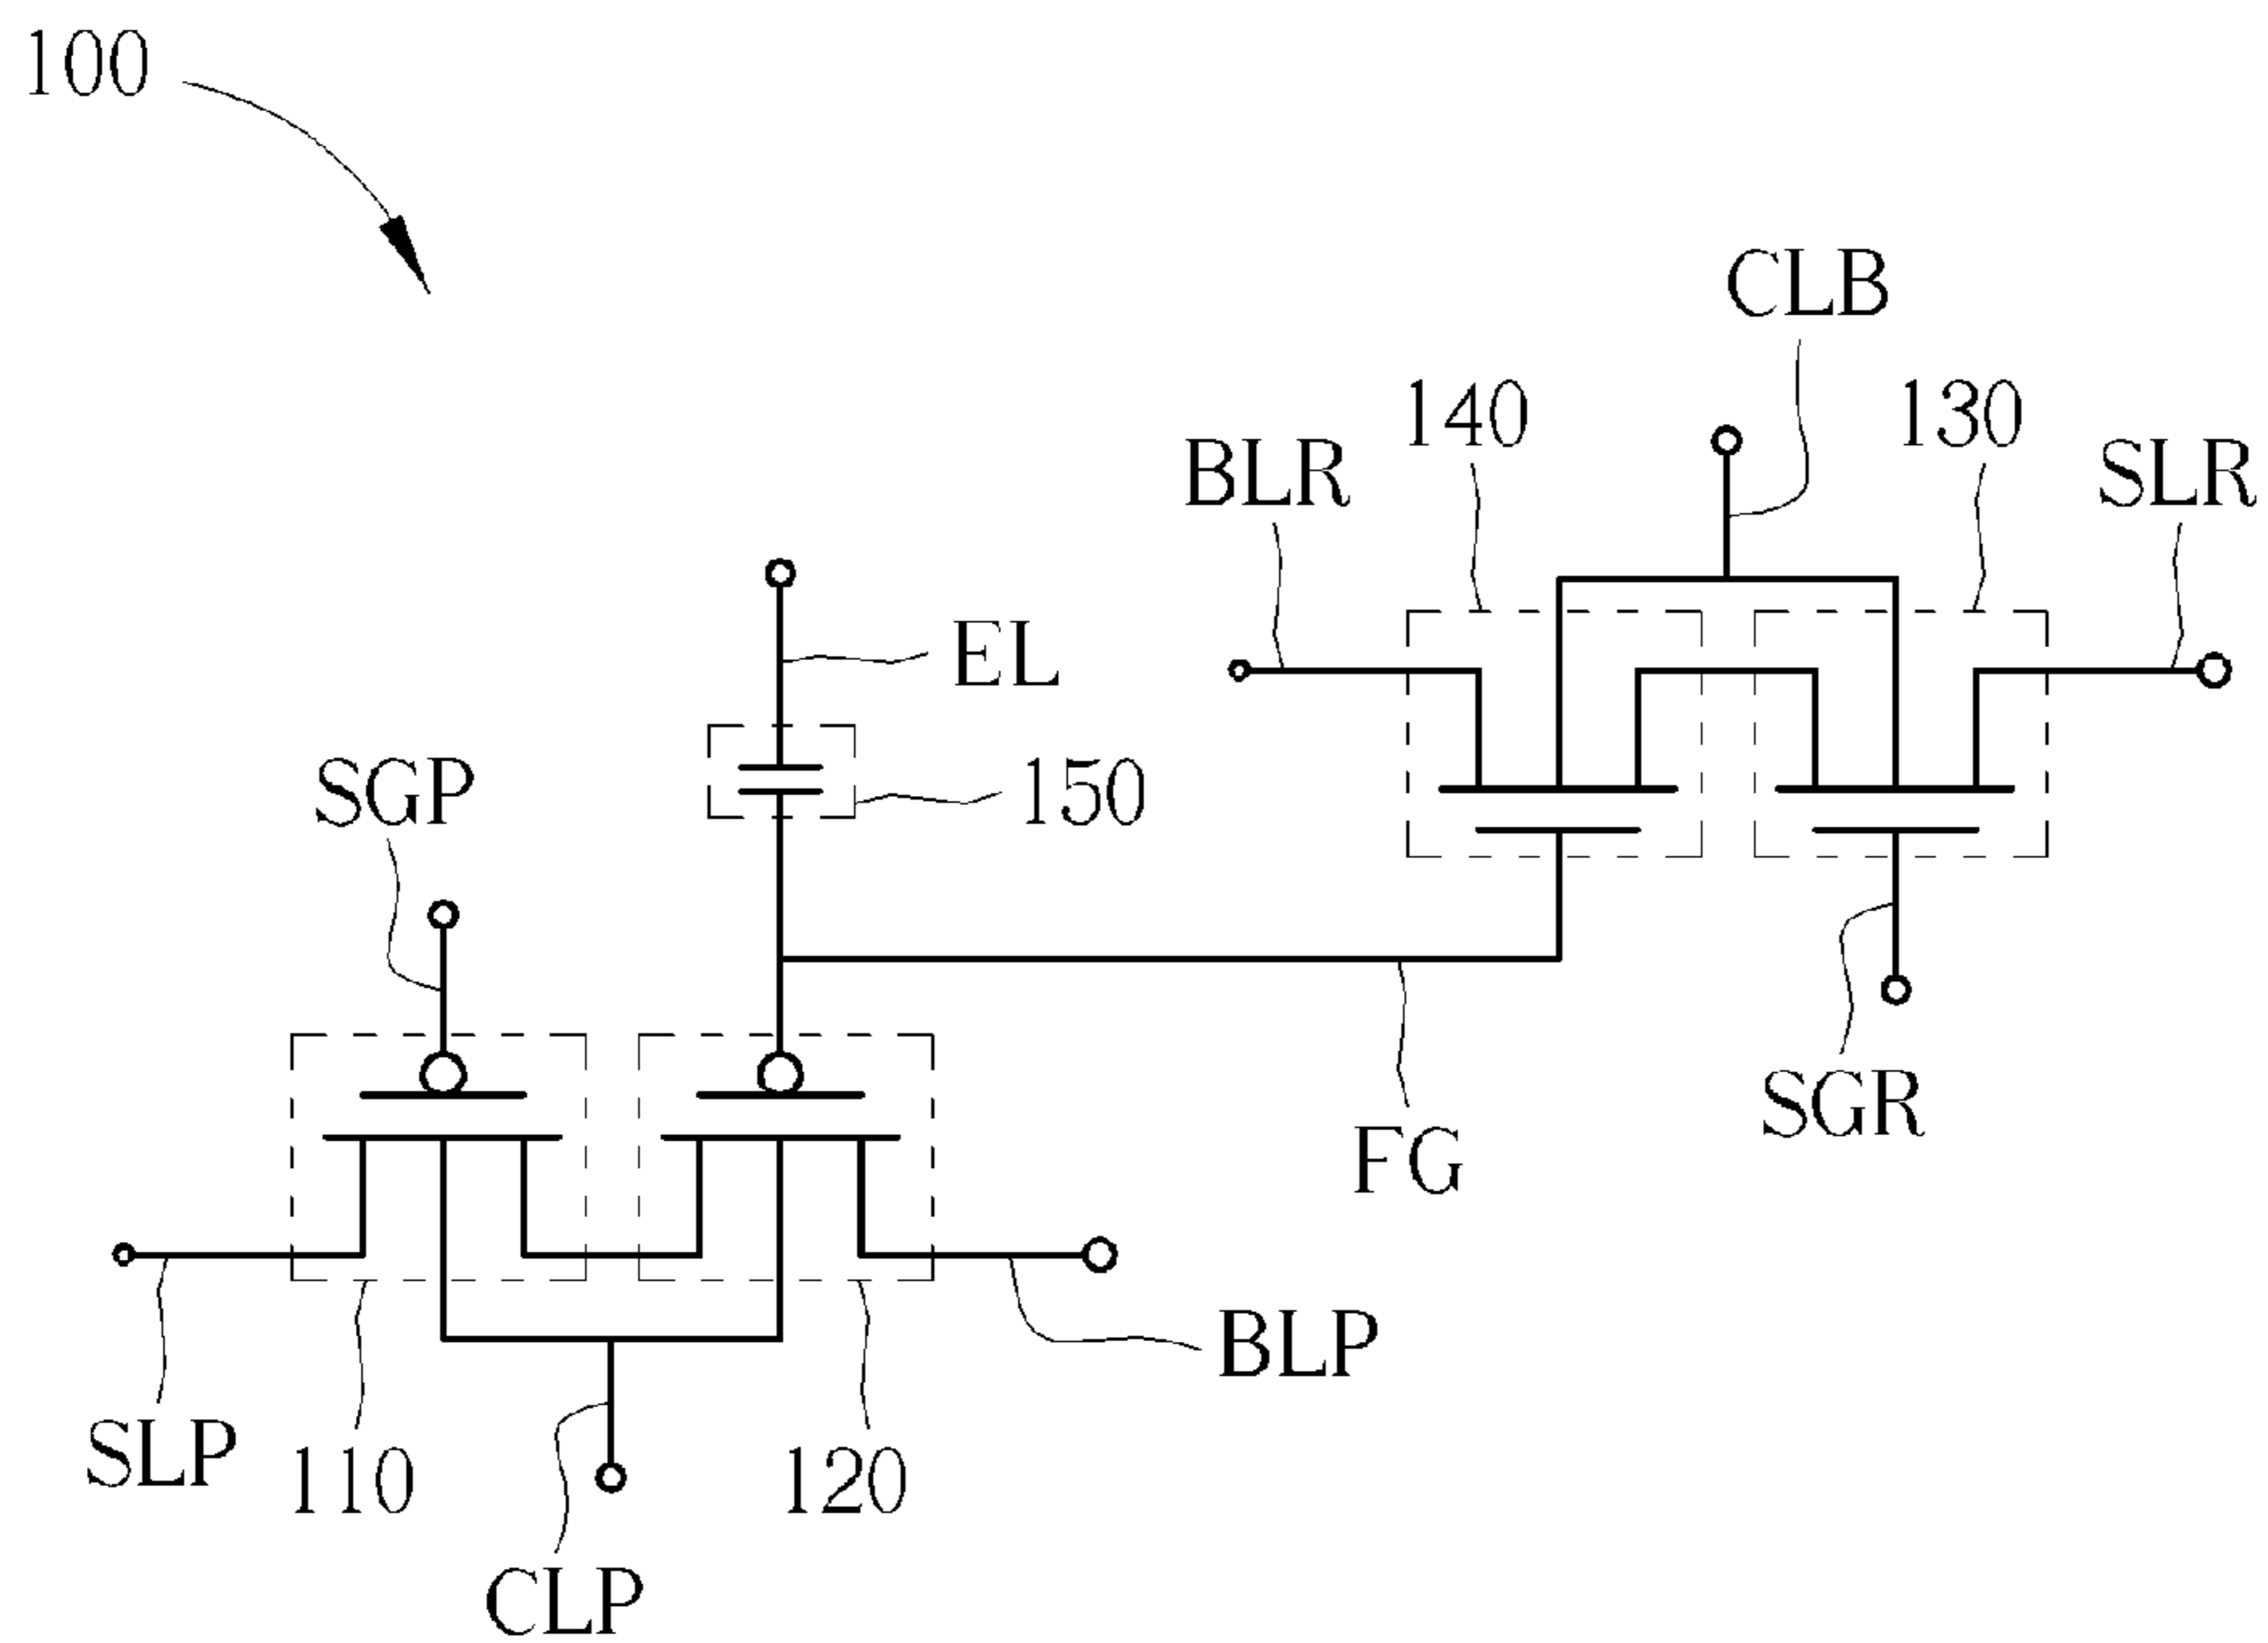 100
CLB
140 130
BLR SLR
EL
SGP 150
SGR
FG
BLP
SLP 110 120
CLP